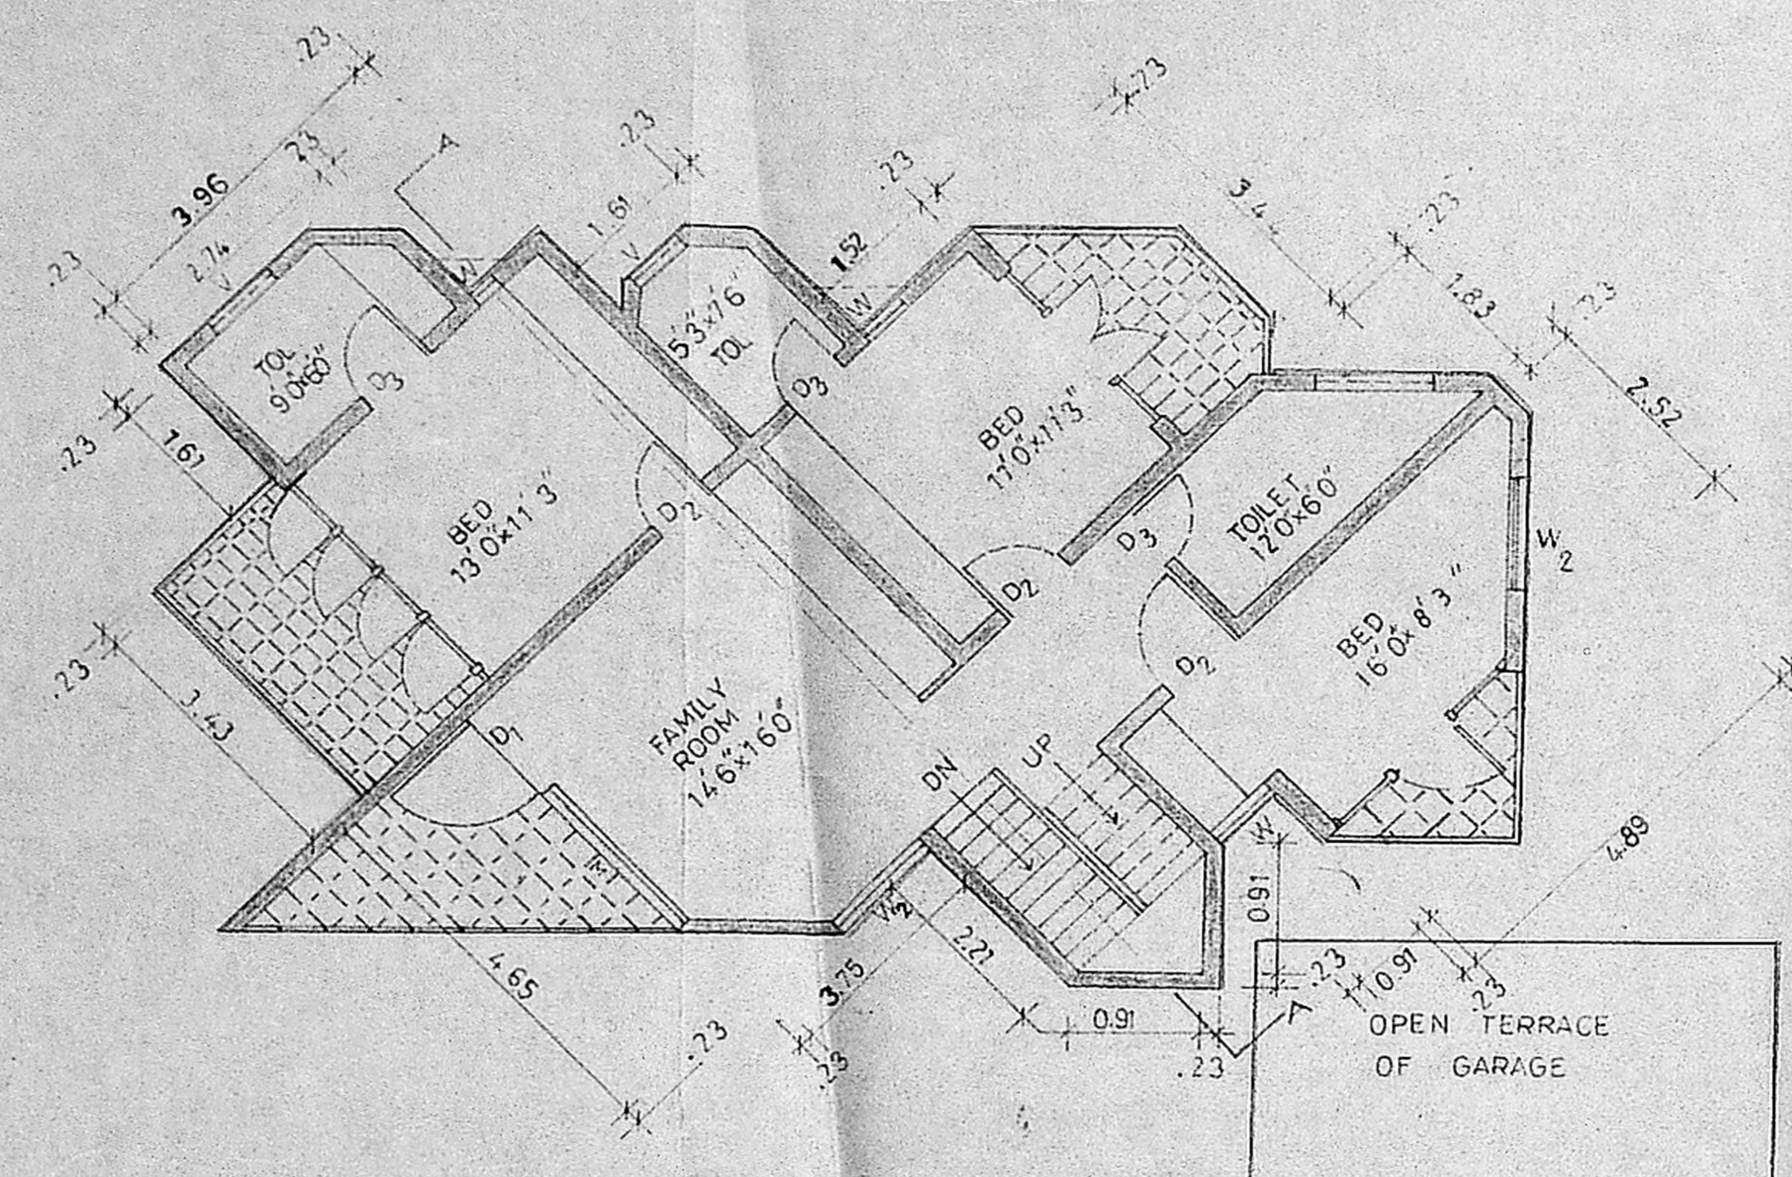 .23
.23
3.96
.23
2.74
V
.23
A
W
.23
1.61
V
.23
1.52
W
.23
3.4
.23
1.83
.23
2.52
TOL
9'0"x6'0"
D3
.23
1.61
5'3"x7'6"
TOL
D3
BED
11'0"x11'3"
BED
13'0"x11'3"
D2
D3
TOILET
12'0"x6'0"
W2
D2
BED
16'0"x8'3"
D2
.23
3.43
D1
FAMILY
ROOM
14'6"x16'0"
DN
UP
W
4.89
0.91
2.21
4.65
3.75
.23
.23
0.91
.23
A
.23
0.91
.23
OPEN TERRACE
OF GARAGE